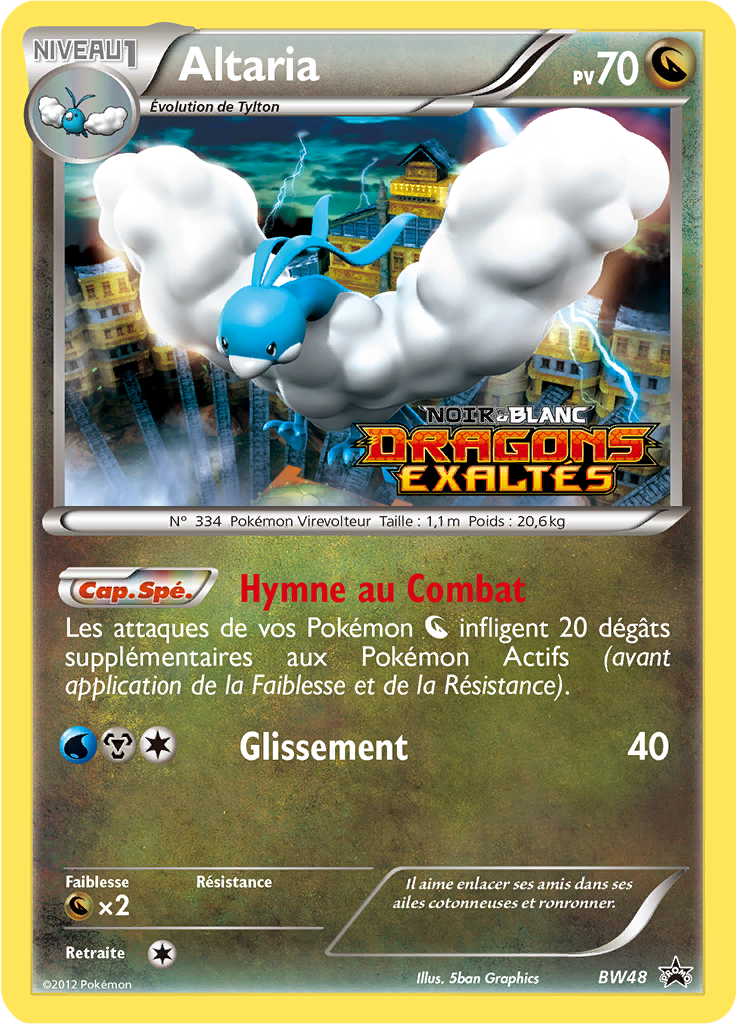 NIVEAU 1
Altaria
PV 70
Évolution de Tylton
NOIR & BLANC
DRAGONS
EXALTÉS
N° 334 Pokémon Virevolteur Taille : 1,1 m Poids : 20,6 kg
Cap. Spé. Hymne au Combat
Les attaques de vos Pokémon infligent 20 dégâts
supplémentaires aux Pokémon Actifs (avant
application de la Faiblesse et de la Résistance).
Glissement 40
Faiblesse Résistance
×2
Il aime enlacer ses amis dans ses
ailes cotonneuses et ronronner.
Retraite
©2012 Pokémon
Illus. 5ban Graphics
BW48
PROMO